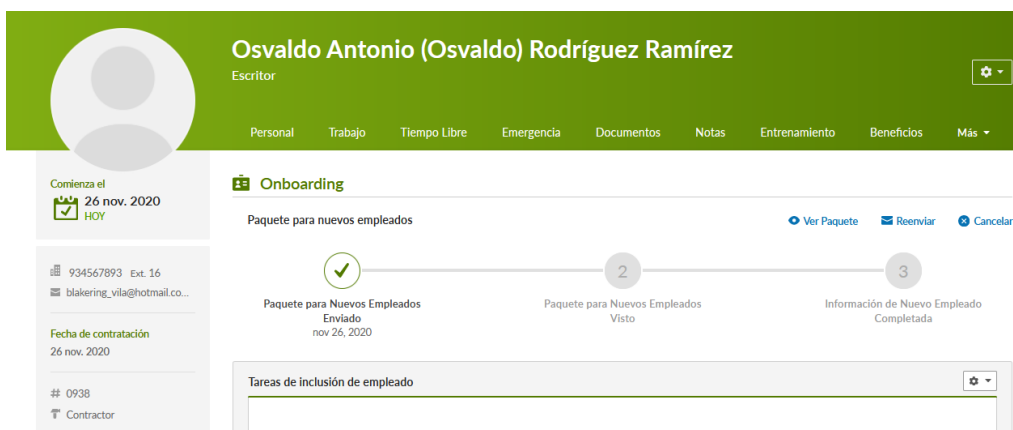 Osvaldo Antonio (Osvaldo) Rodríguez Ramírez
Escritor
Personal Trabajo Tiempo Libre Emergencia Documentos Notas Entrenamiento Beneficios Más
Comienza el
26 nov. 2020
HOY
934567893 Ext. 16
blakering_vila@hotmail.co...
Fecha de contratación
26 nov. 2020
# 0938
Contractor
Onboarding
Paquete para nuevos empleados
Ver Paquete Reenviar Cancelar
2 3
Paquete para Nuevos Empleados Paquete para Nuevos Empleados Información de Nuevo Empleado
Enviado Visto Completada
nov 26, 2020
Tareas de inclusión de empleado